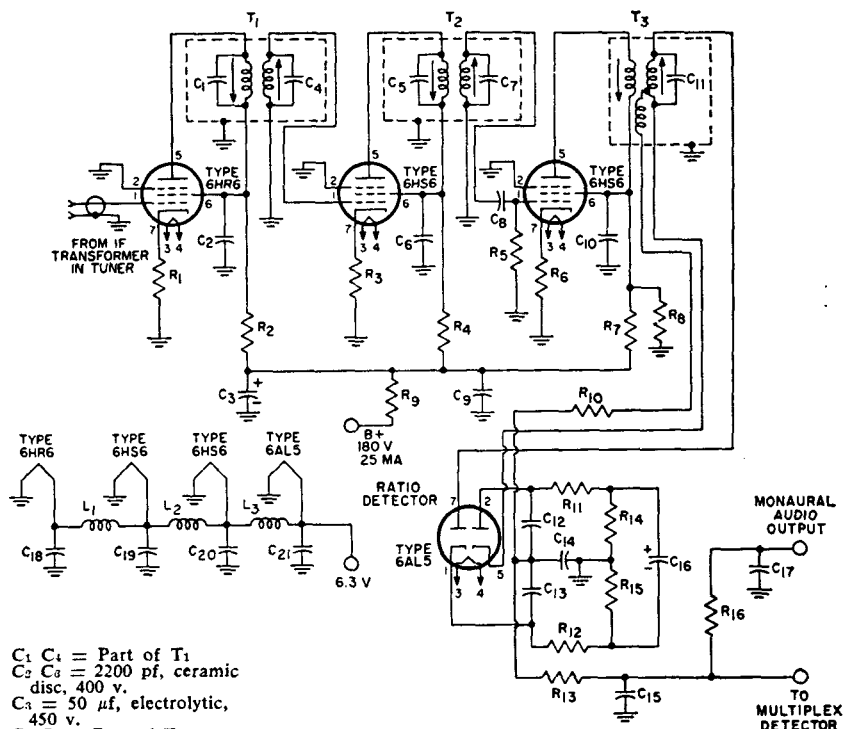 T1
T2
T3
C1
C4
C5
C7
C11
5
TYPE
6HR6
2
1
6
7
3 4
C2
FROM IF
TRANSFORMER
IN TUNER
R1
R2
5
TYPE
6HS6
2
1
6
7
3 4
C6
R3
R4
C8
R5
5
TYPE
6HS6
2
1
6
7
3 4
C10
R6
R7
R8
C3
+
-
R9
C9
B+
180 V
25 MA
R10
TYPE
6HR6
TYPE
6HS6
TYPE
6HS6
TYPE
6AL5
L1
L2
L3
C18
C19
C20
C21
6.3 V
RATIO
DETECTOR
7
2
TYPE
6AL5
1
3
4
5
R11
C12
C14
C13
R12
R14
R15
+
-
C16
R13
C15
R16
C17
MONAURAL
AUDIO
OUTPUT
TO
MULTIPLEX
DETECTOR
C1 C4 = Part of T1
C2 C6 = 2200 pf, ceramic
disc, 400 v.
C3 = 50 μf, electrolytic,
450 v.